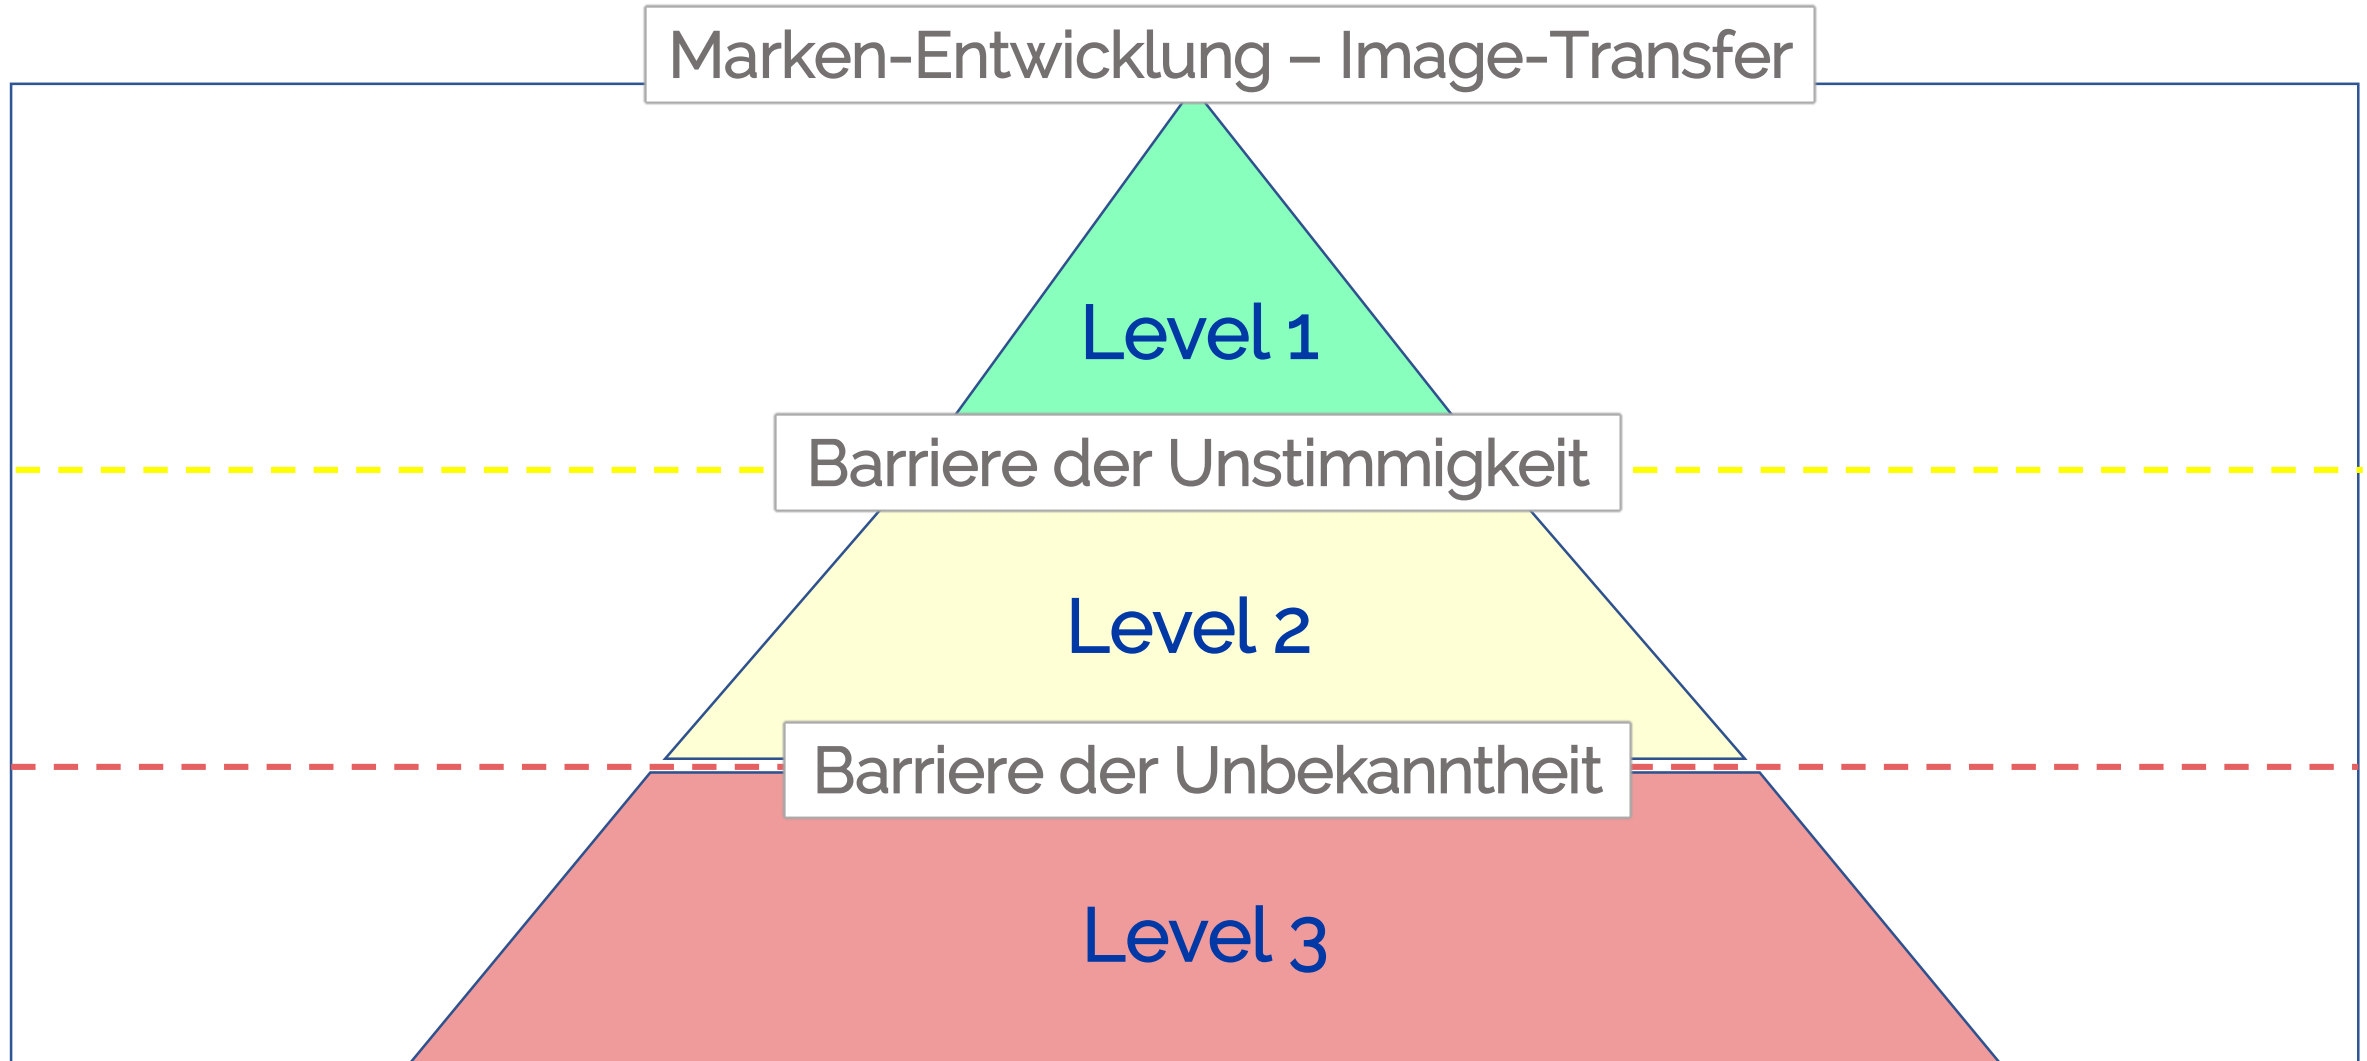 Marken-Entwicklung – Image-Transfer
Level 1
Barriere der Unstimmigkeit
Level 2
Barriere der Unbekanntheit
Level 3